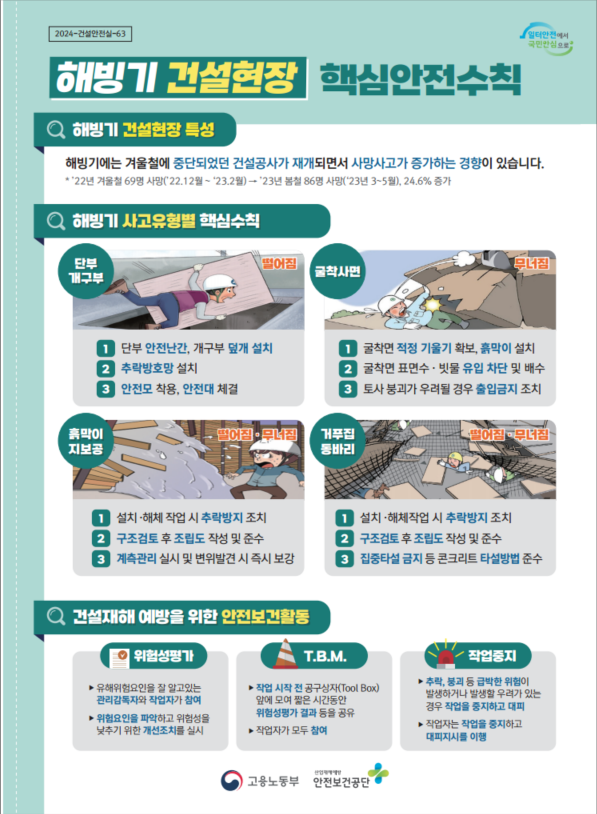 2024-건설안전실-63
일터안전에서
국민안심으로
해빙기 건설현장 핵심안전수칙
해빙기 건설현장 특성
해빙기에는 겨울철에 중단되었던 건설공사가 재개되면서 사망사고가 증가하는 경향이 있습니다.
* '22년 겨울철 69명 사망('22.12월 ~ '23.2월) → '23년 봄철 86명 사망('23년 3~5월), 24.6% 증가
해빙기 사고유형별 핵심수칙
단부
개구부
떨어짐
1 단부 안전난간, 개구부 덮개 설치
2 추락방호망 설치
3 안전모 착용, 안전대 체결
굴착사면
무너짐
1 굴착면 적정 기울기 확보, 흙막이 설치
2 굴착면 표면수·빗물 유입 차단 및 배수
3 토사 붕괴가 우려될 경우 출입금지 조치
흙막이
지보공
떨어짐·무너짐
1 설치·해체 작업 시 추락방지 조치
2 구조검토 후 조립도 작성 및 준수
3 계측관리 실시 및 변위발견 시 즉시 보강
거푸집
동바리
떨어짐·무너짐
1 설치·해체작업 시 추락방지 조치
2 구조검토 후 조립도 작성 및 준수
3 집중타설 금지 등 콘크리트 타설방법 준수
건설재해 예방을 위한 안전보건활동
위험성평가
▶ 유해위험요인을 잘 알고있는
관리감독자와 작업자가 참여
▶ 위험요인을 파악하고 위험성을
낮추기 위한 개선조치를 실시
T.B.M.
▶ 작업 시작 전 공구상자(Tool Box)
앞에 모여 짧은 시간동안
위험성평가 결과 등을 공유
▶ 작업자가 모두 참여
작업중지
▶ 추락, 붕괴 등 급박한 위험이
발생하거나 발생할 우려가 있는
경우 작업을 중지하고 대피
▶ 작업자는 작업을 중지하고
대피지시를 이행
고용노동부
산업재해예방
안전보건공단